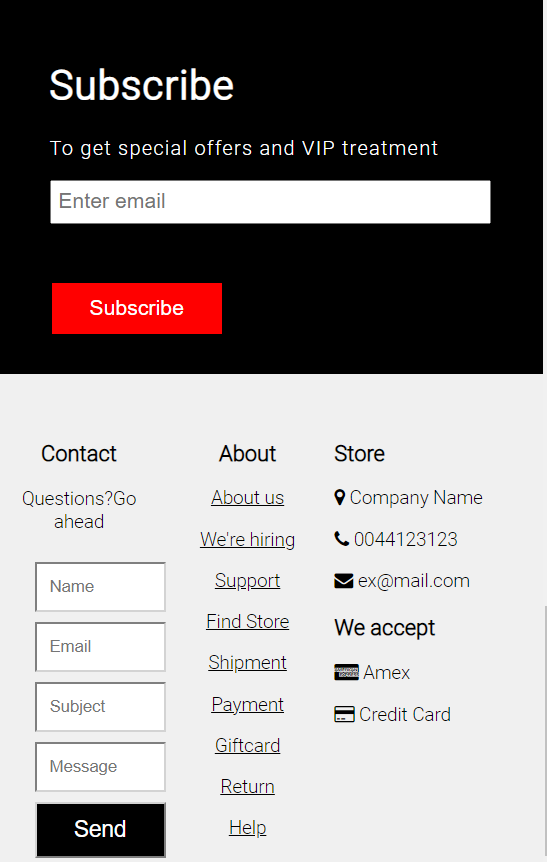 Subscribe
To get special offers and VIP treatment
Enter email
Subscribe
Contact
Questions?Go
ahead
Name
Email
Subject
Message
Send
About
About us
We're hiring
Support
Find Store
Shipment
Payment
Giftcard
Return
Help
Store
Company Name
0044123123
ex@mail.com
We accept
Amex
Credit Card